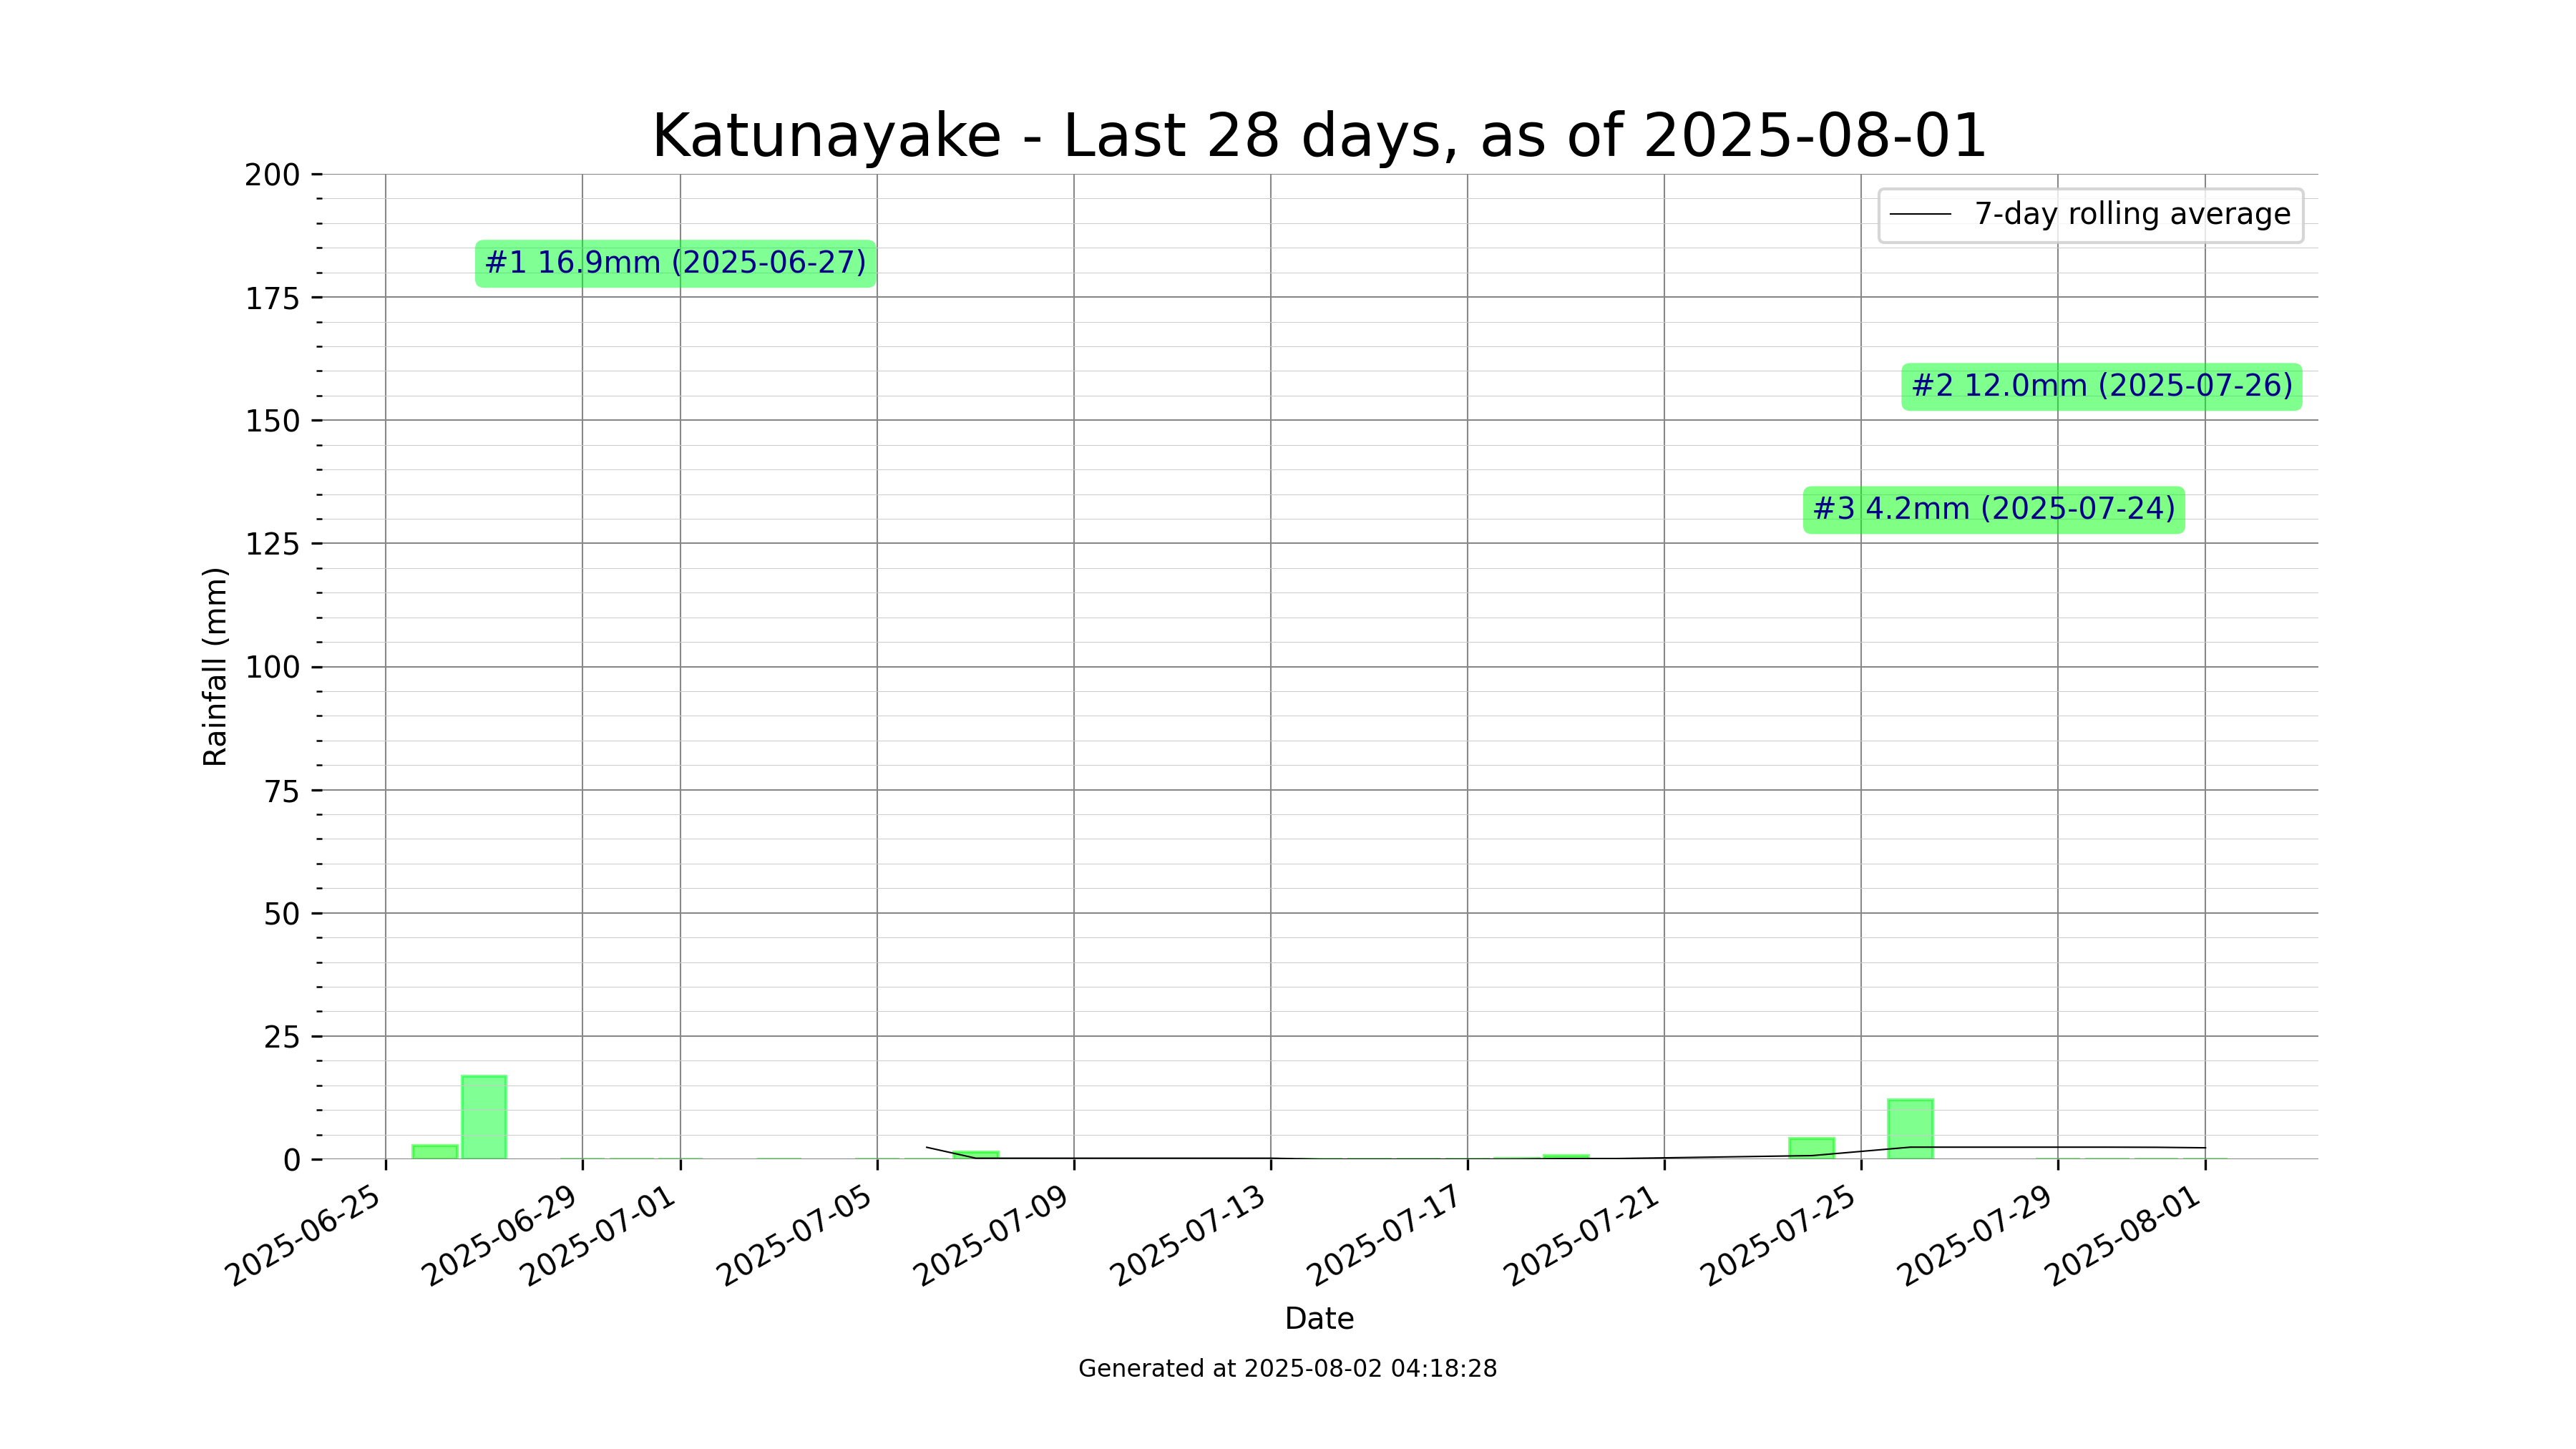 Katunayake - Last 28 days, as of 2025-08-01
200
175
150
125
100
75
50
25
0
Rainfall (mm)
7-day rolling average
#1 16.9mm (2025-06-27)
#2 12.0mm (2025-07-26)
#3 4.2mm (2025-07-24)
2025-06-25
2025-06-29
2025-07-01
2025-07-05
2025-07-09
2025-07-13
2025-07-17
2025-07-21
2025-07-25
2025-07-29
2025-08-01
Date
Generated at 2025-08-02 04:18:28